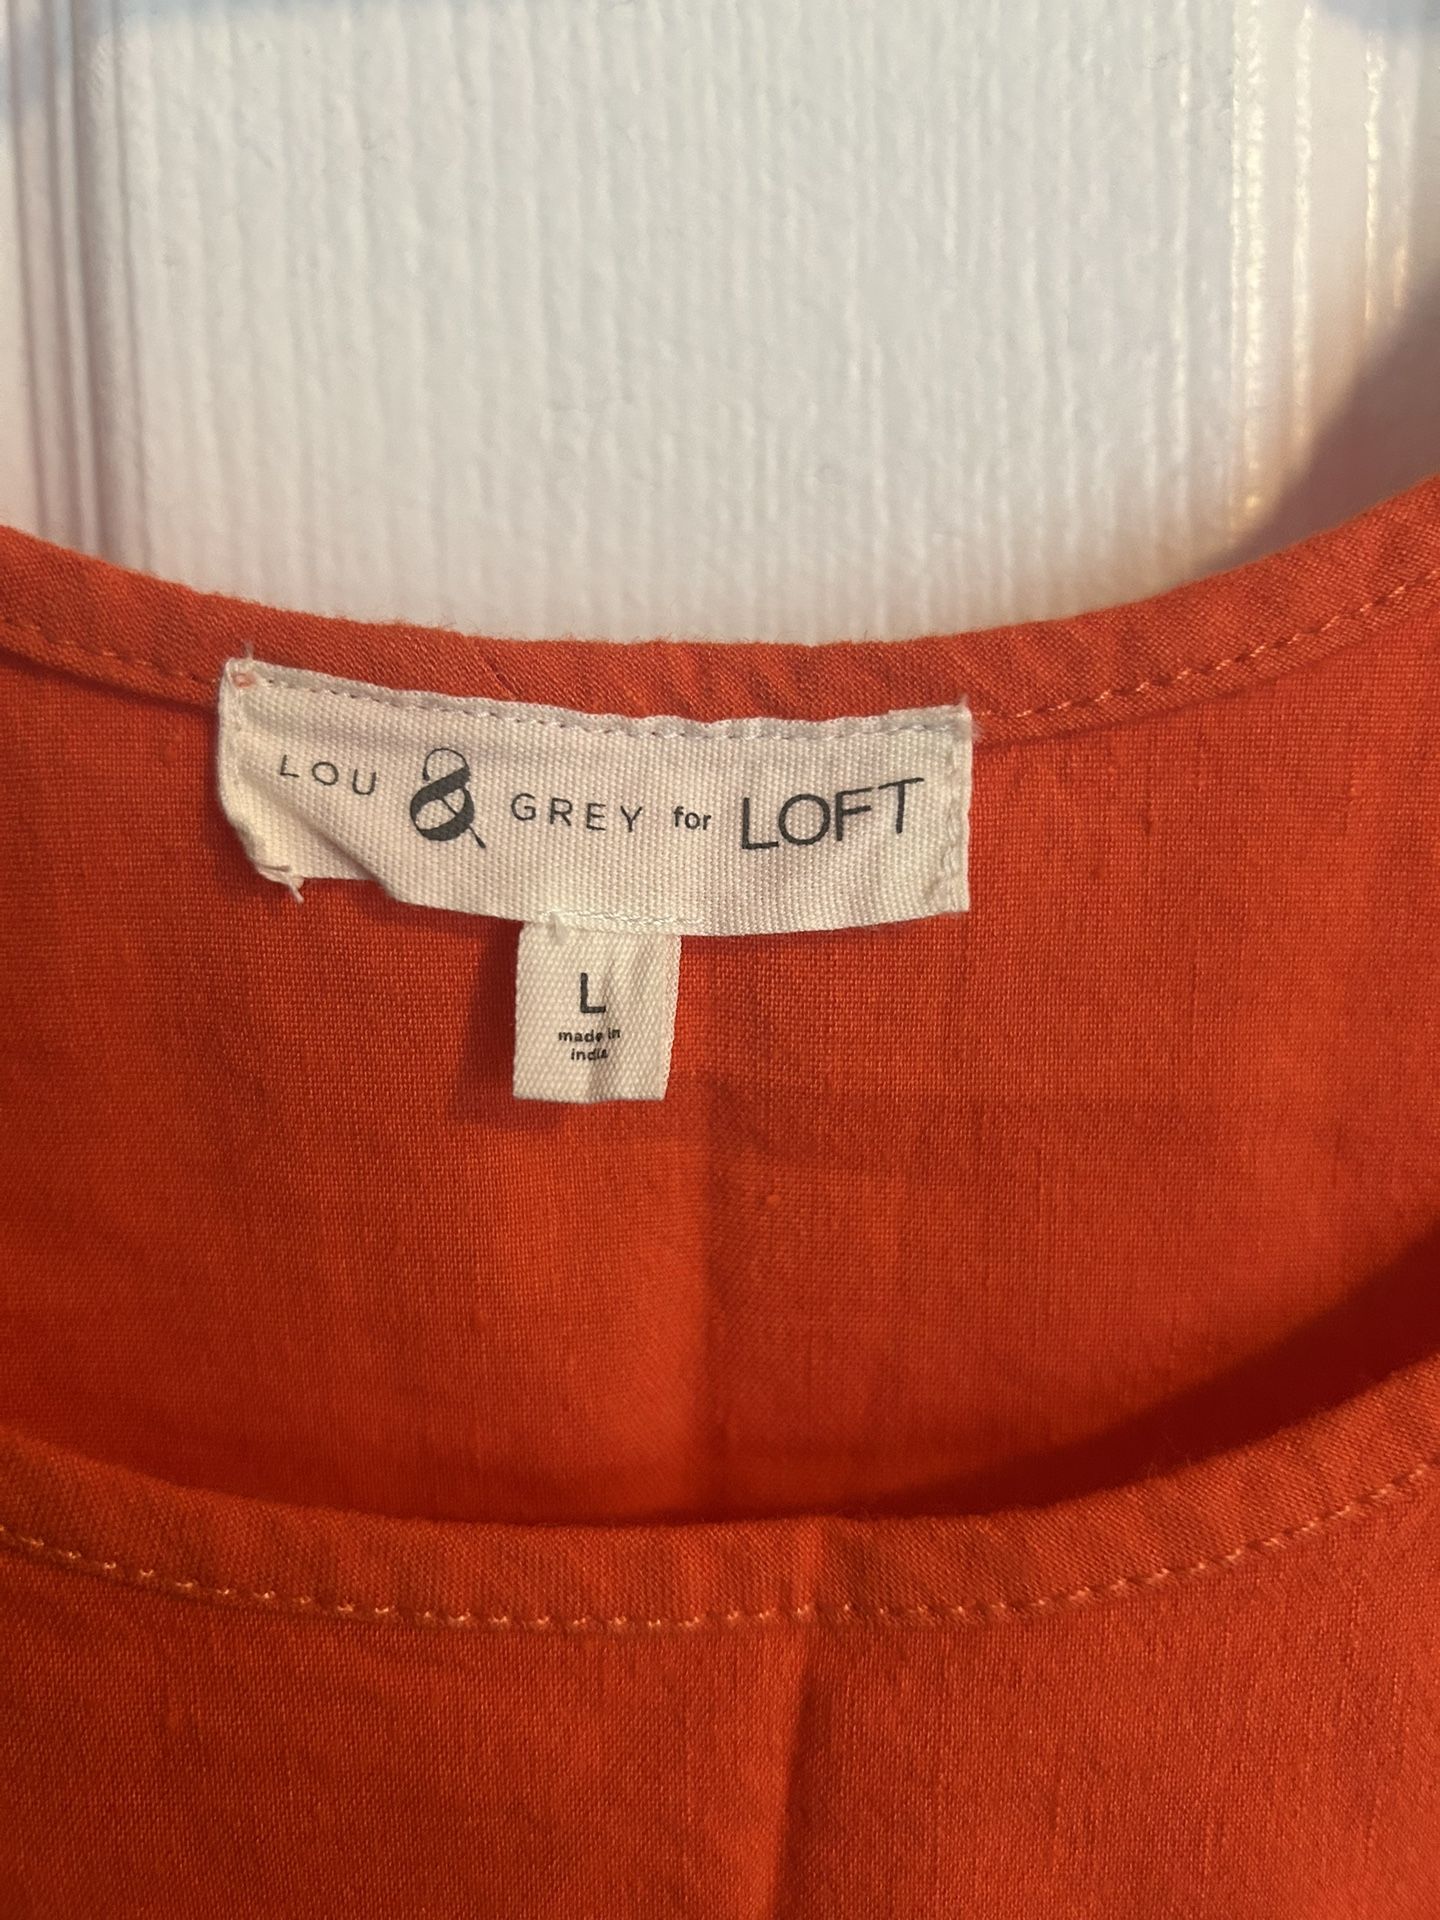 LOU & GREY for LOFT
L
made in
india